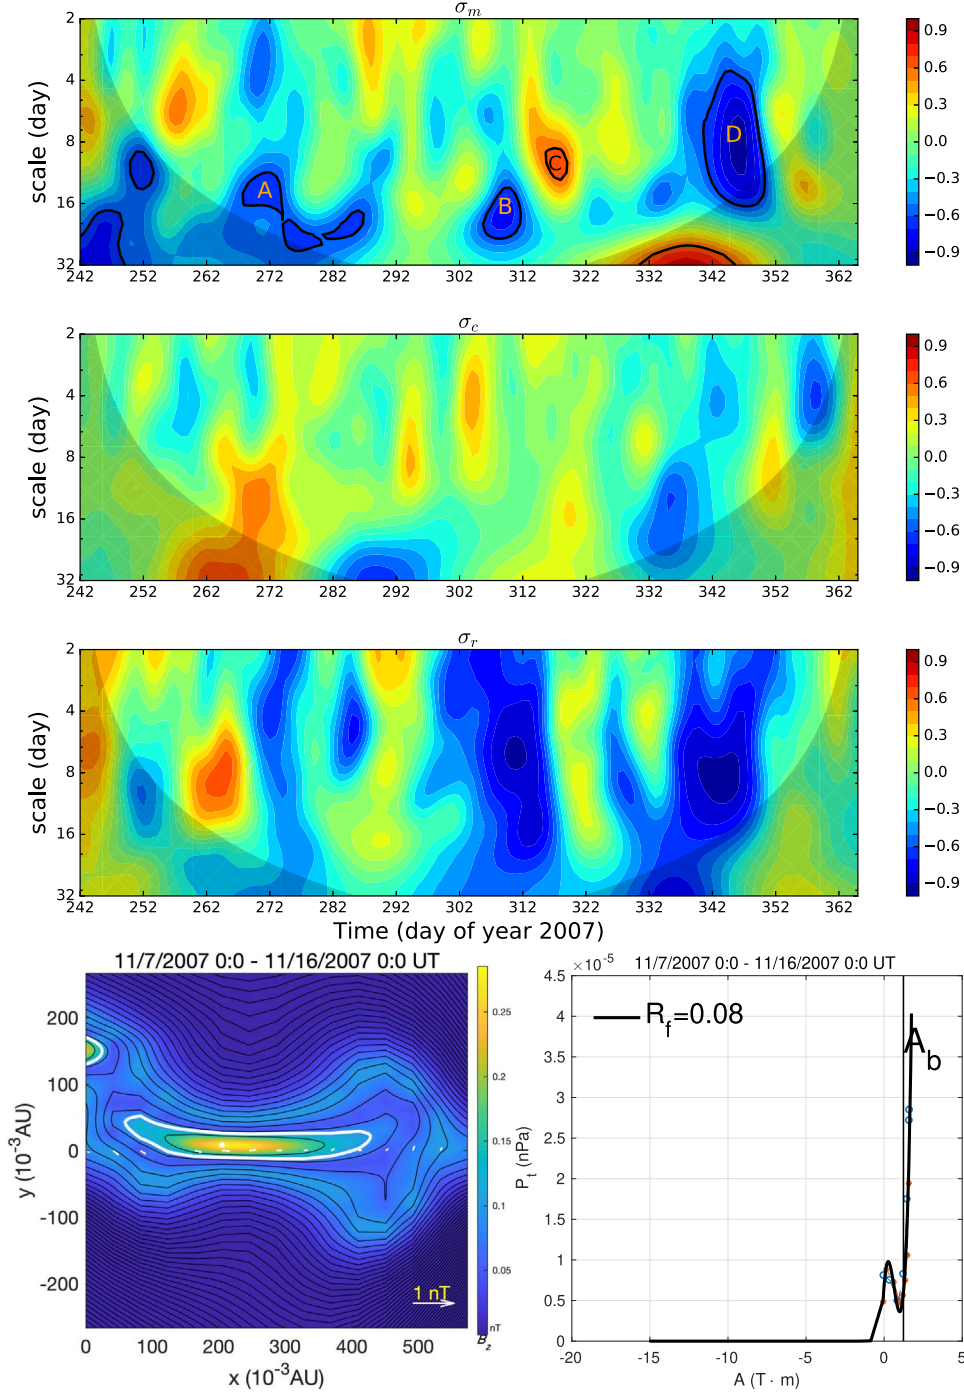 σm
2
4
8
16
32
scale (day)
A
B
C
D
242 252 262 272 282 292 302 312 322 332 342 352 362
0.9
0.6
0.3
0.0
−0.3
−0.6
−0.9
σc
2
4
8
16
32
scale (day)
242 252 262 272 282 292 302 312 322 332 342 352 362
0.9
0.6
0.3
0.0
−0.3
−0.6
−0.9
σr
2
4
8
16
32
scale (day)
242 252 262 272 282 292 302 312 322 332 342 352 362
0.9
0.6
0.3
0.0
−0.3
−0.6
−0.9
Time (day of year 2007)
11/7/2007 0:0 - 11/16/2007 0:0 UT
200
100
0
-100
-200
y (10-3AU)
1 nT
0 100 200 300 400 500
x (10-3AU)
0.25
0.2
0.15
0.1
0.05
nT
Bz
×10-5 11/7/2007 0:0 - 11/16/2007 0:0 UT
4.5
4
3.5
3
2.5
2
1.5
1
0.5
0
Pt (nPa)
Rf=0.08
Ab
-20 -15 -10 -5 0 5
A (T · m)